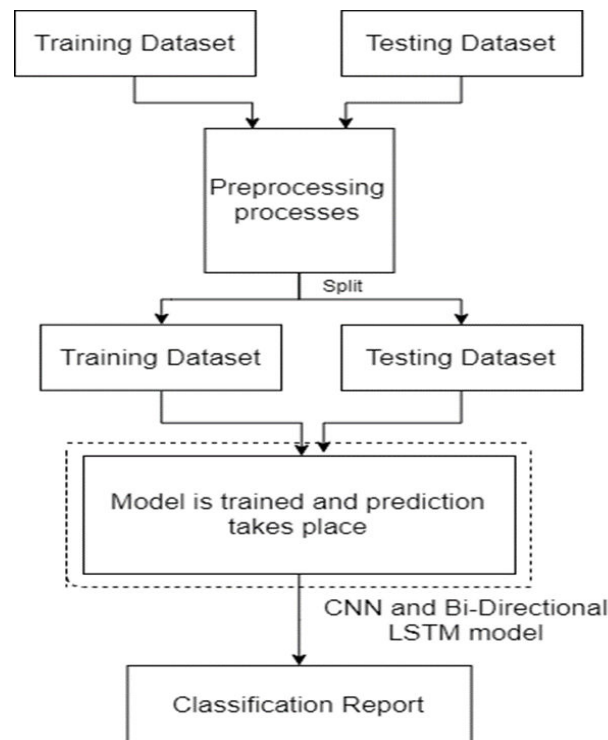 Training Dataset
Testing Dataset
Preprocessing
processes
Split
Training Dataset
Testing Dataset
Model is trained and prediction
takes place
CNN and Bi-Directional
LSTM model
Classification Report